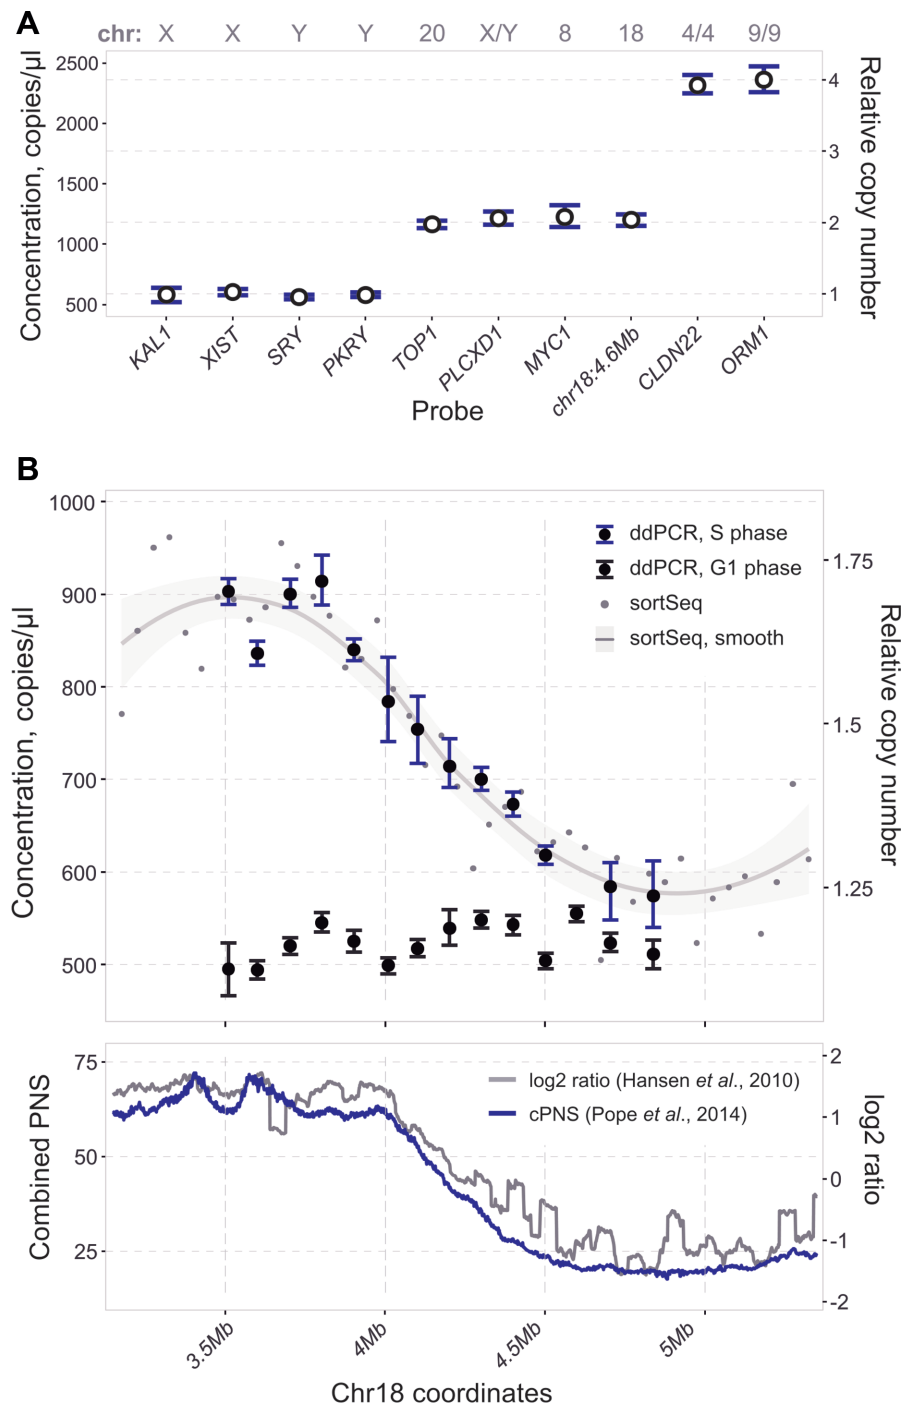 A
chr: X X Y Y 20 X/Y 8 18 4/4 9/9
Concentration, copies/μl
2500
2000
1500
1000
500
4
3
2
1
Relative copy number
KAL1 XIST SRY PKRY TOP1 PLCXD1 MYC1 chr18:4.6Mb CLDN22 ORM1
Probe
B
Concentration, copies/μl
1000
900
800
700
600
500
ddPCR, S phase
ddPCR, G1 phase
sortSeq
sortSeq, smooth
1.75
1.5
1.25
Relative copy number
Combined PNS
75
50
25
log2 ratio (Hansen et al., 2010)
cPNS (Pope et al., 2014)
2
1
0
-1
-2
log2 ratio
3.5Mb 4Mb 4.5Mb 5Mb
Chr18 coordinates